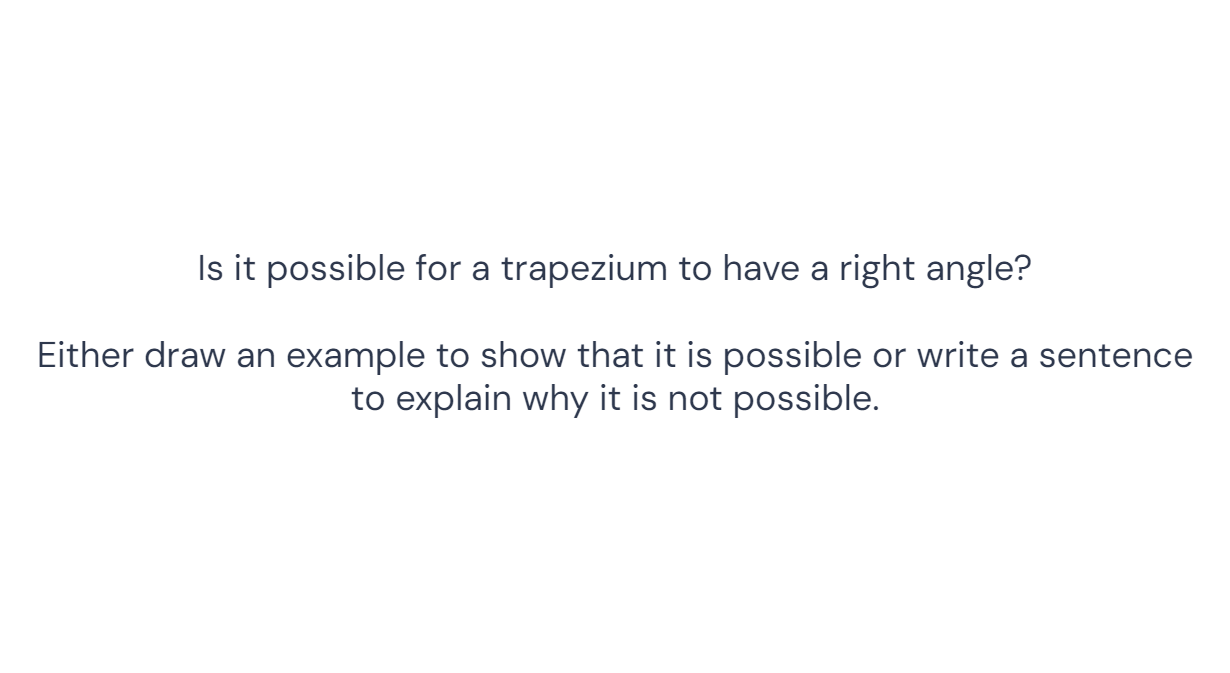 Is it possible for a trapezium to have a right angle?
Either draw an example to show that it is possible or write a sentence
to explain why it is not possible.